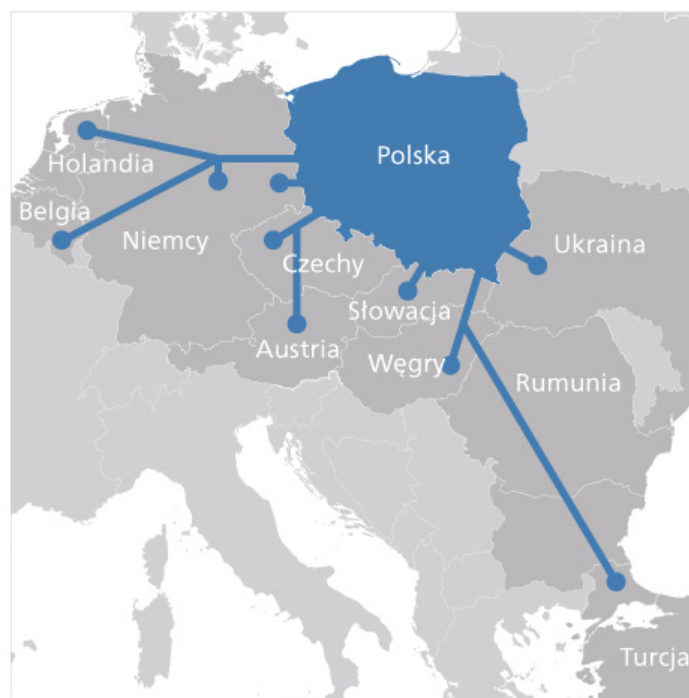 Polska
Holandia
Belgia
Niemcy
Ukraina
Czechy
Słowacja
Austria
Węgry
Rumunia
Turcja